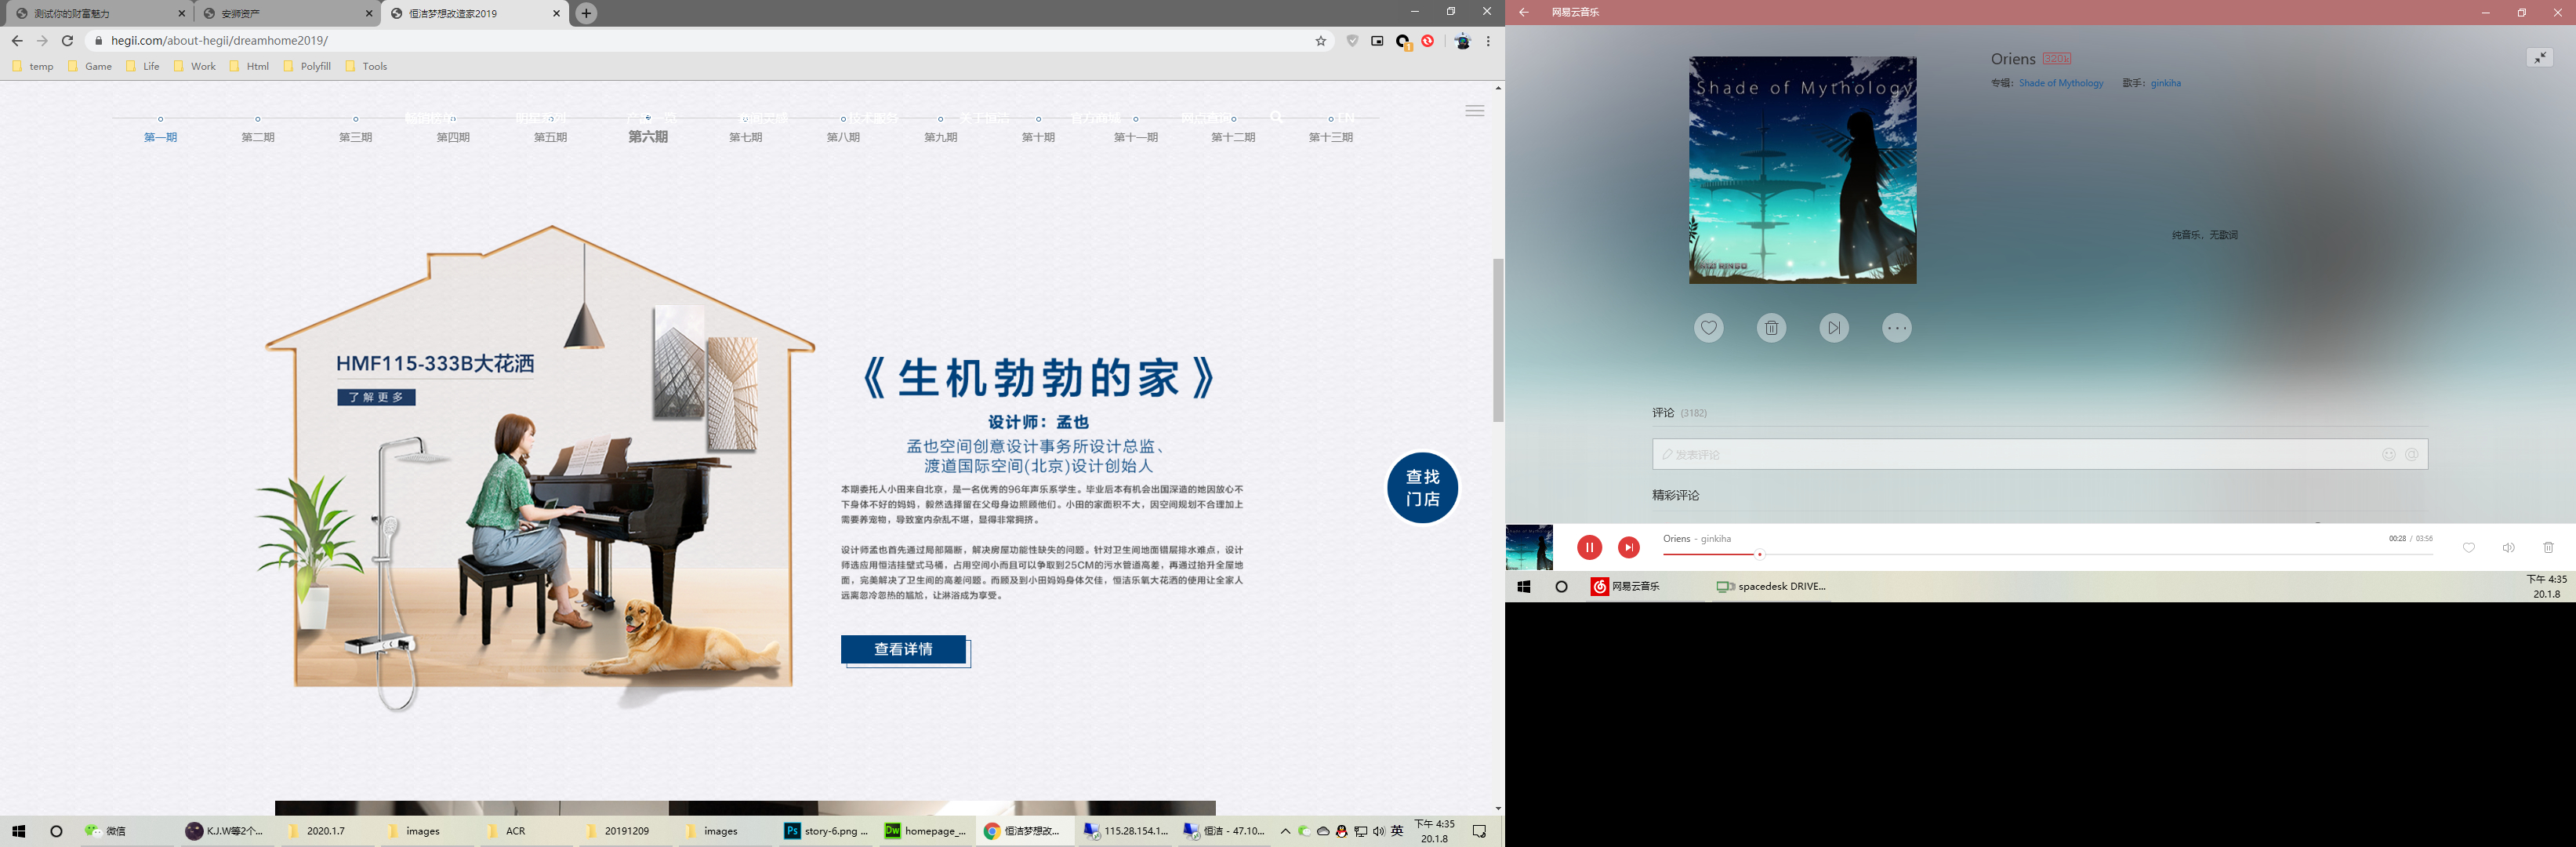 测试你的财富魅力
安狮资产
恒洁梦想改造家2019
hegii.com/about-hegii/dreamhome2019/
temp
Game
Life
Work
Html
Polyfill
Tools
第一期
第二期
第三期
第四期
第五期
第六期
第七期
第八期
第九期
第十期
第十一期
第十二期
第十三期
EN
HMF115-333B大花洒
了解更多
《生机勃勃的家》
设计师：孟也
孟也空间创意设计事务所设计总监、
渡道国际空间(北京)设计创始人
本期委托人小田来自北京，是一名优秀的96年声乐系学生。毕业后本有机会出国深造的她因放心不
下身体不好的妈妈，毅然选择留在父母身边照顾他们。小田的家面积不大，因空间规划不合理加上
需要养宠物，导致室内杂乱不堪，显得非常拥挤。
设计师孟也首先通过局部隔断，解决房屋功能性缺失的问题。针对卫生间地面错层排水难点，设计
师选应用恒洁挂壁式马桶，占用空间小而且可以争取到25CM的污水管道高差，再通过抬升全屋地
面，完美解决了卫生间的高差问题。而顾及到小田妈妈身体欠佳，恒洁乐氧大花洒的使用让全家人
远离忽冷忽热的尴尬，让淋浴成为享受。
查看详情
查找
门店
微信
K.J.W等2个...
2020.1.7
images
ACR
20191209
images
story-6.png ...
homepage_...
恒洁梦想改...
115.28.154.1...
恒洁 - 47.10...
英
下午 4:35
20.1.8
网易云音乐
Shade of Mythology
Oriens 320k
专辑：Shade of Mythology
歌手：ginkiha
纯音乐，无歌词
评论 (3182)
发表评论
精彩评论
Oriens - ginkiha
00:28 / 03:56
网易云音乐
spacedesk DRIVE...
下午 4:35
20.1.8